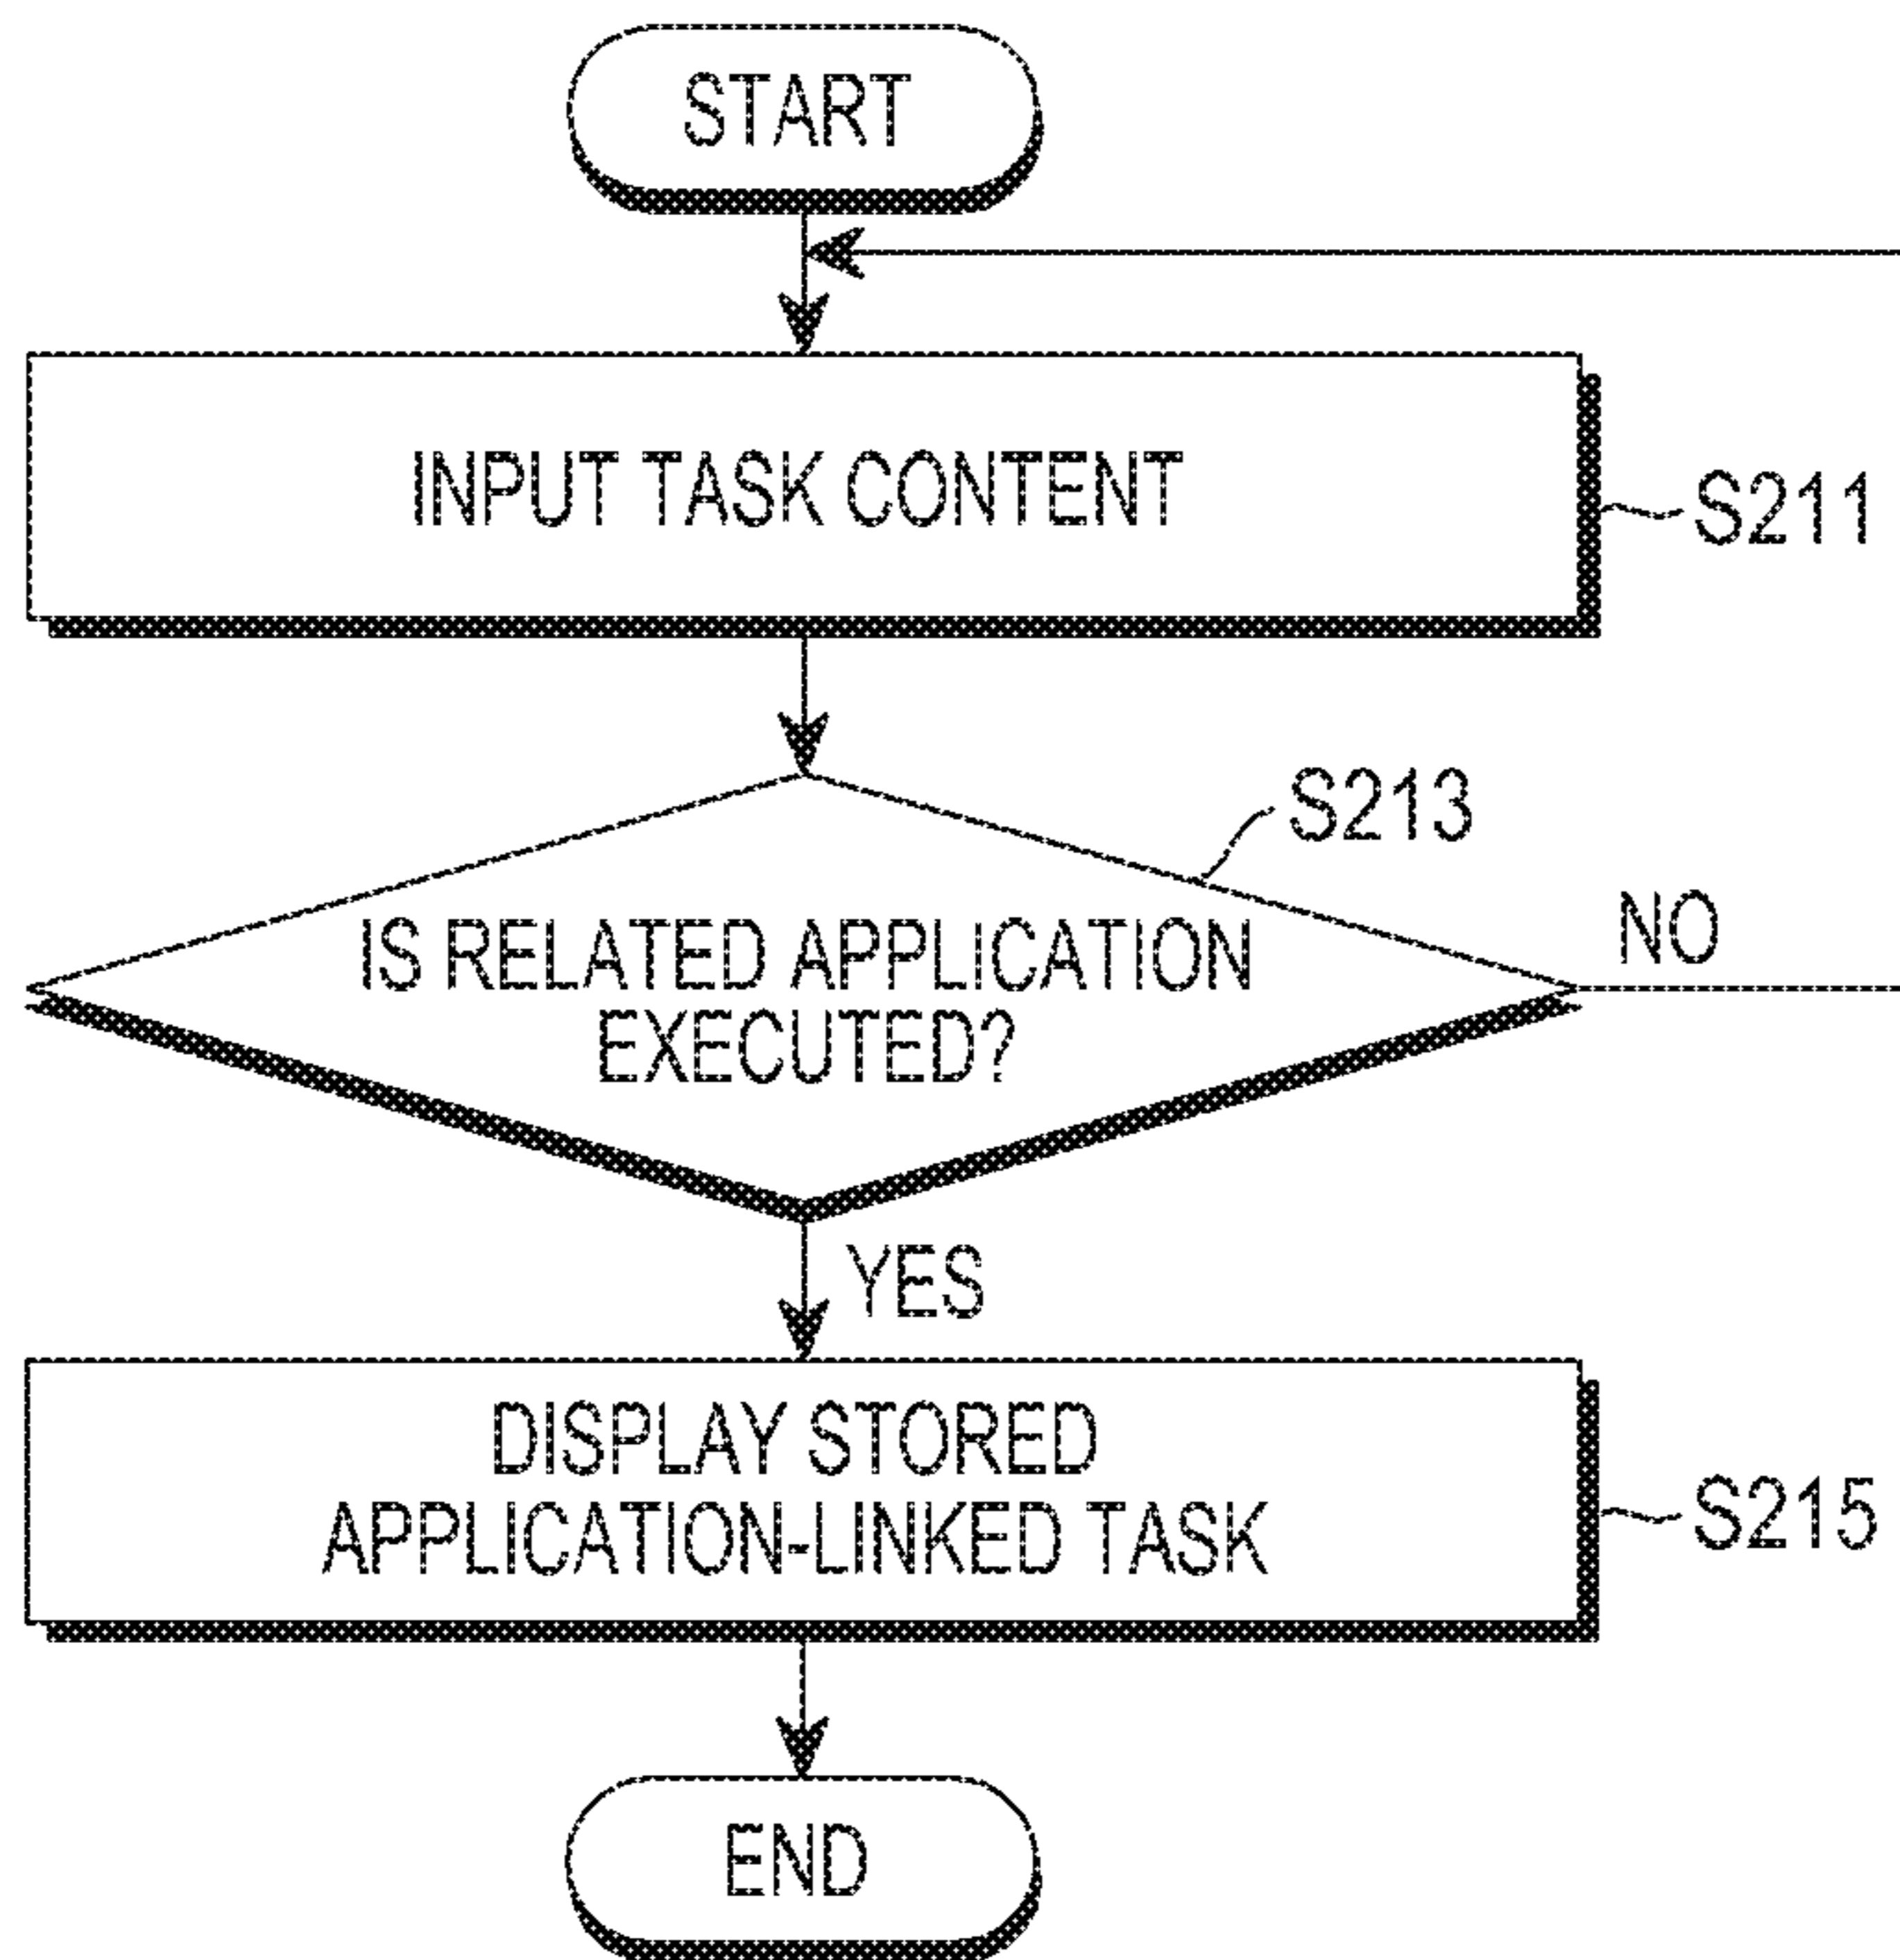 START
INPUT TASK CONTENT
S211
S213
IS RELATED APPLICATION
EXECUTED?
NO
YES
DISPLAY STORED
APPLICATION-LINKED TASK
S215
END